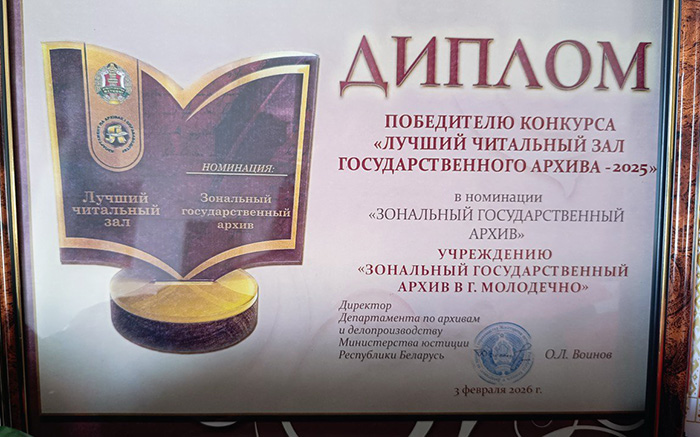 ДИПЛОМ
ПОБЕДИТЕЛЮ КОНКУРСА
«ЛУЧШИЙ ЧИТАЛЬНЫЙ ЗАЛ
ГОСУДАРСТВЕННОГО АРХИВА -2025»
в номинации
«ЗОНАЛЬНЫЙ ГОСУДАРСТВЕННЫЙ
АРХИВ»
УЧРЕЖДЕНИЮ
«ЗОНАЛЬНЫЙ ГОСУДАРСТВЕННЫЙ
АРХИВ В Г. МОЛОДЕЧНО»
Директор
Департамента по архивам
и делопроизводству
Министерства юстиции
Республики Беларусь
О.Л. Воинов
3 февраля 2026 г.
НОМИНАЦИЯ:
Лучший
читальный
зал
Зональный
государственный
архив